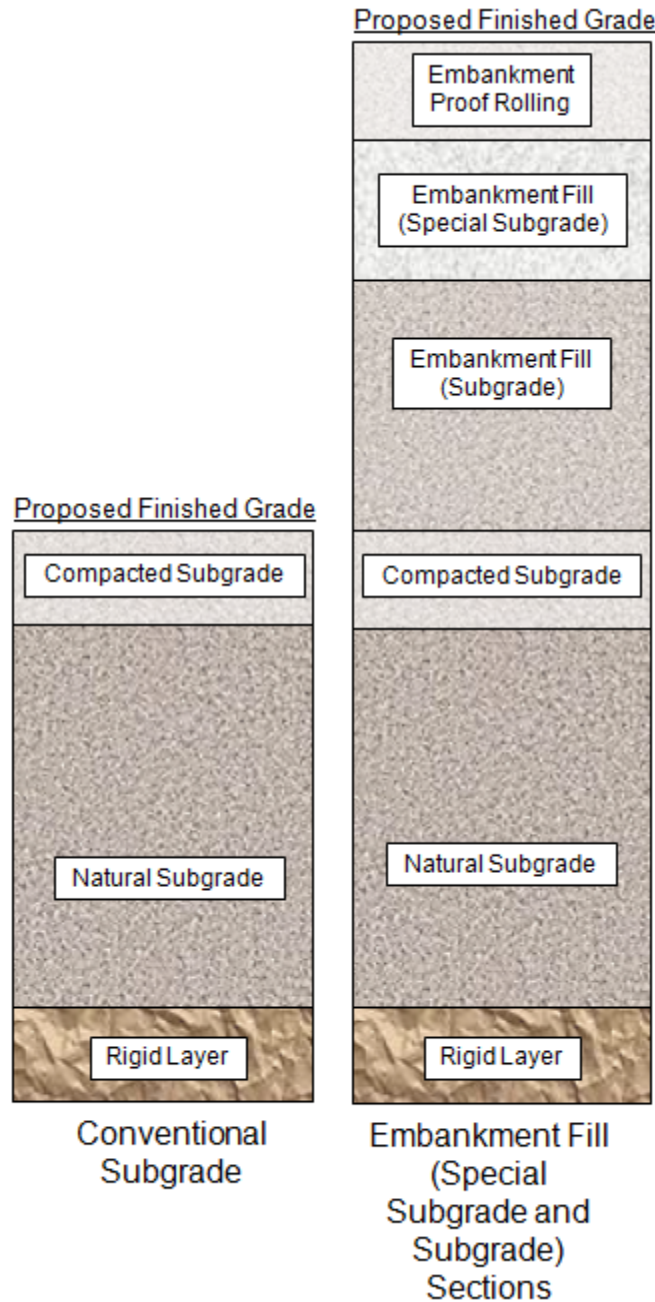 Proposed Finished Grade
Embankment
Proof Rolling
Embankment Fill
(Special Subgrade)
Embankment Fill
(Subgrade)
Proposed Finished Grade
Compacted Subgrade
Compacted Subgrade
Natural Subgrade
Natural Subgrade
Rigid Layer
Rigid Layer
Conventional
Subgrade
Embankment Fill
(Special
Subgrade and
Subgrade)
Sections